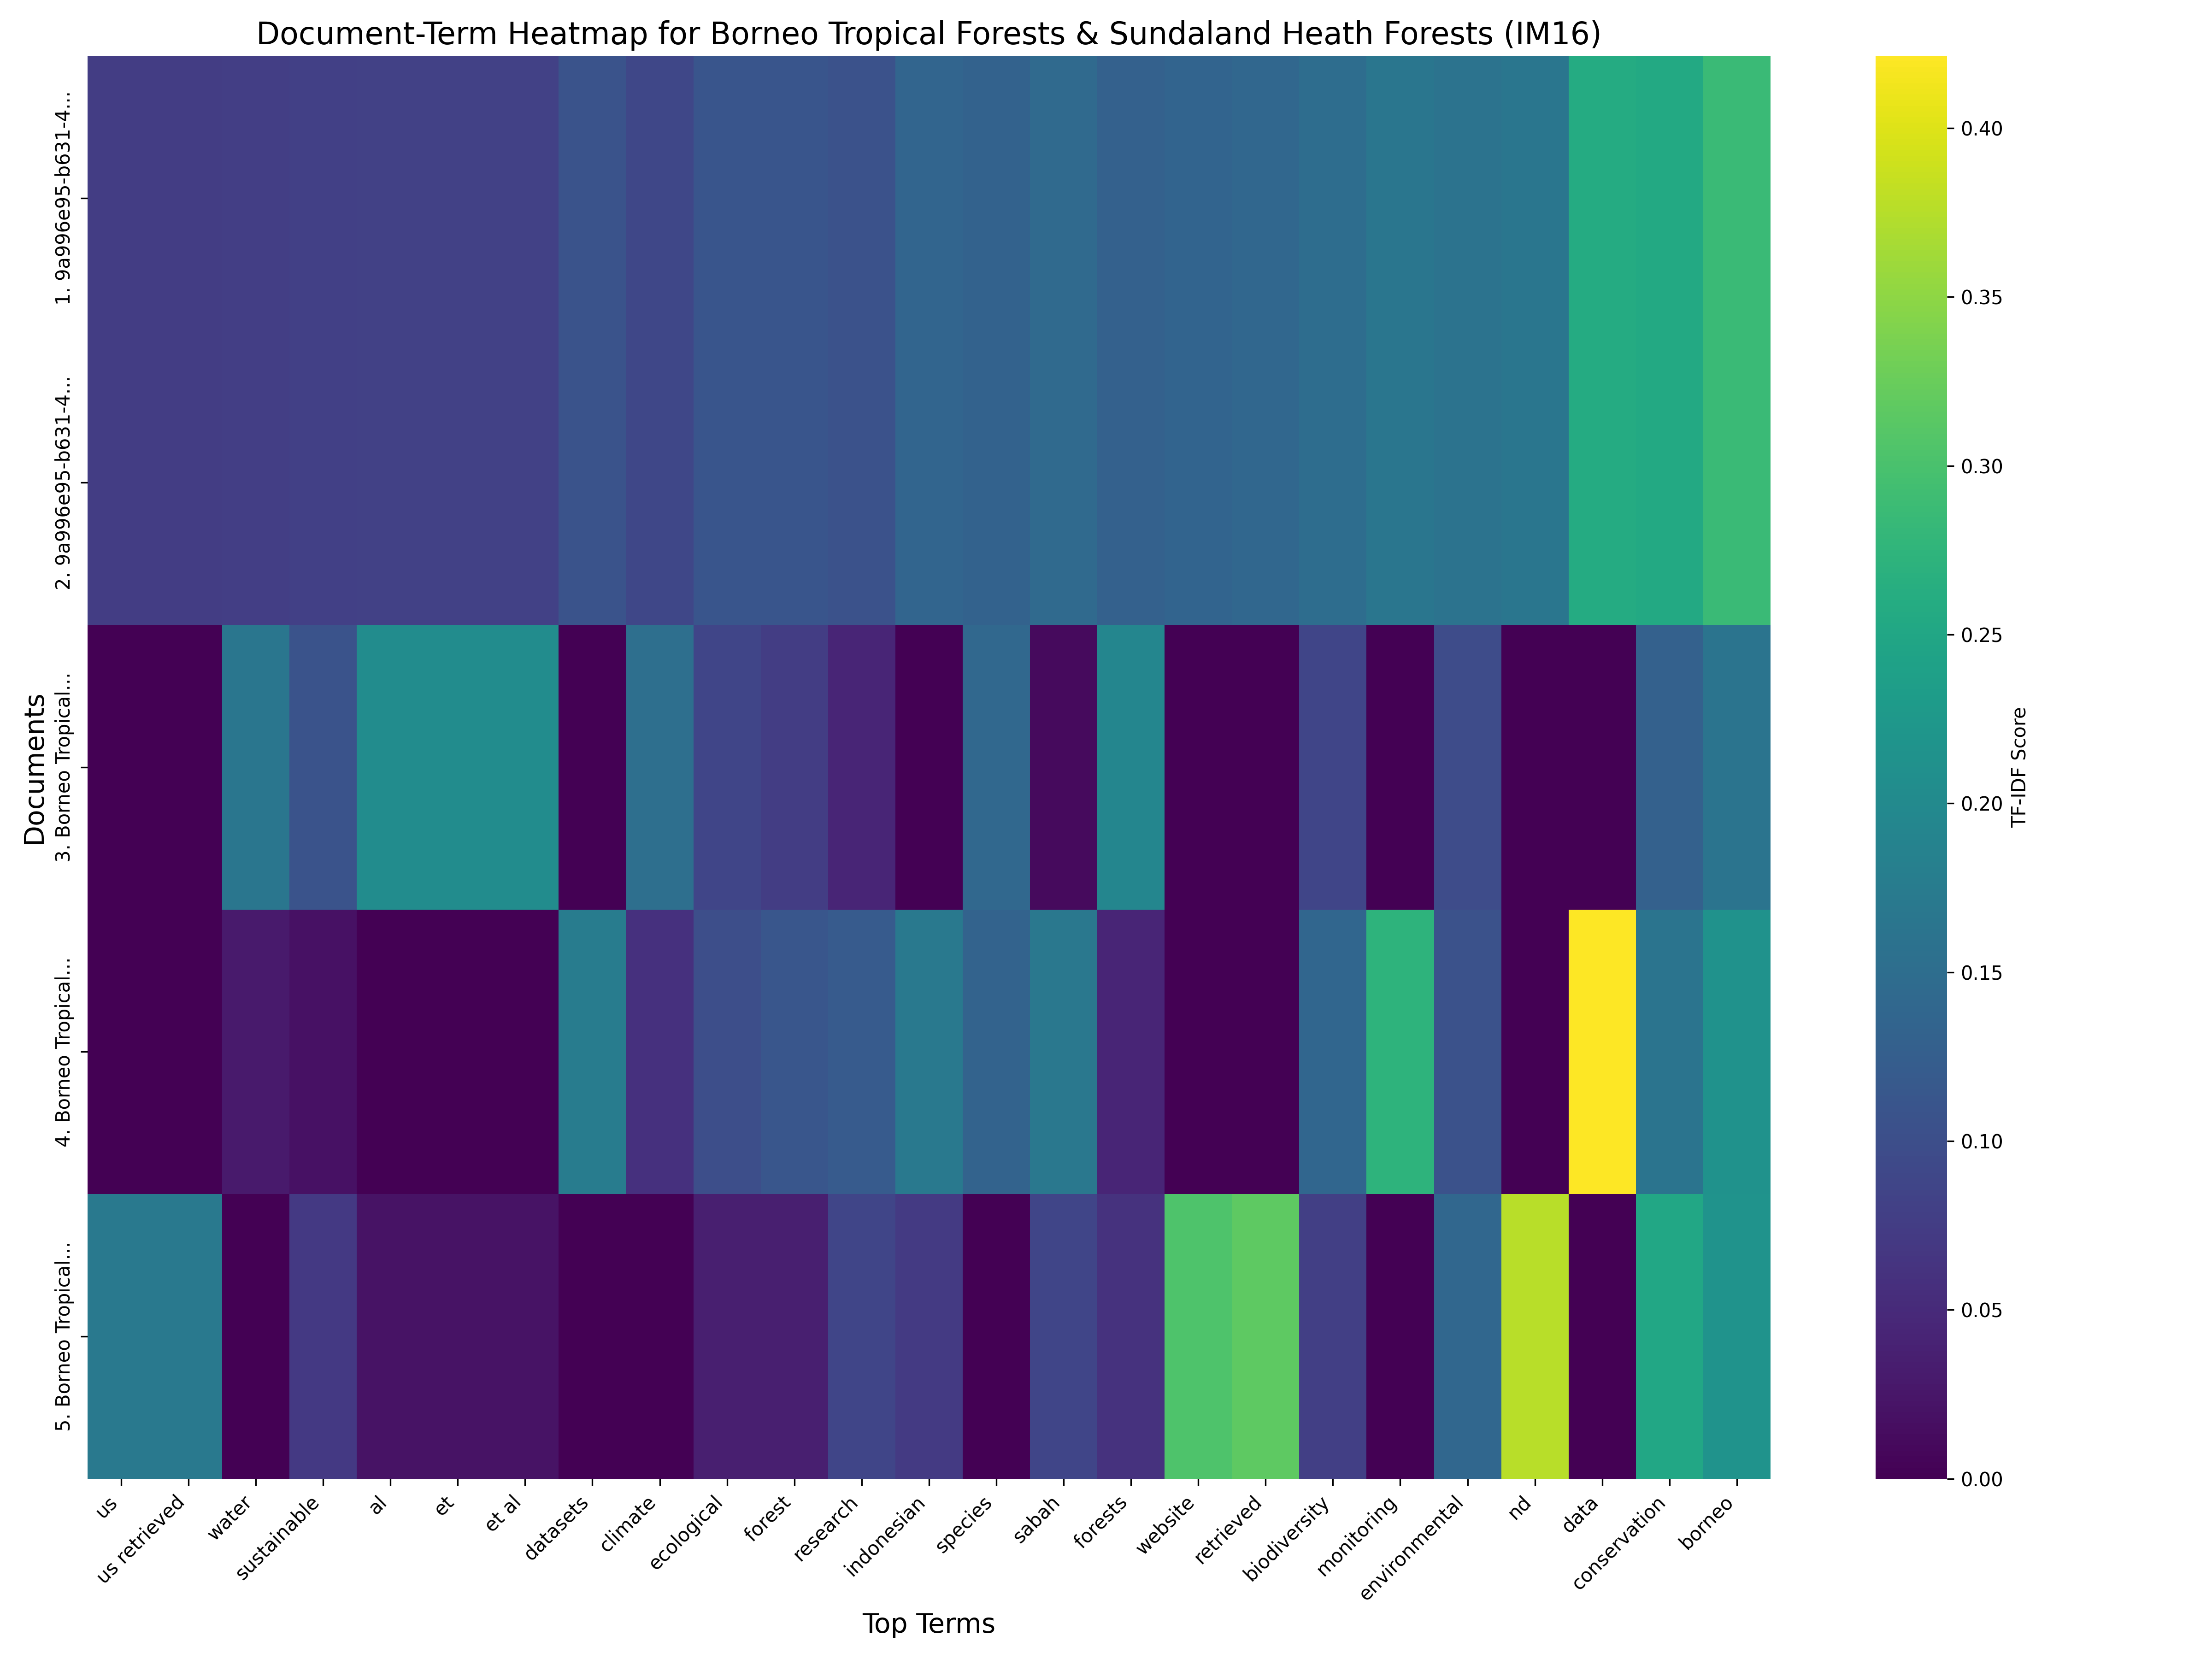 Document-Term Heatmap for Borneo Tropical Forests & Sundaland Heath Forests (IM16)
Documents
1. 9a996e95-b631-4...
2. 9a996e95-b631-4...
3. Borneo Tropical...
4. Borneo Tropical...
5. Borneo Tropical...
us
us retrieved
water
sustainable
al
et
et al
datasets
climate
ecological
forest
research
indonesian
species
sabah
forests
website
retrieved
biodiversity
monitoring
environmental
nd
data
conservation
borneo
Top Terms
0.40
0.35
0.30
0.25
0.20
0.15
0.10
0.05
0.00
TF-IDF Score